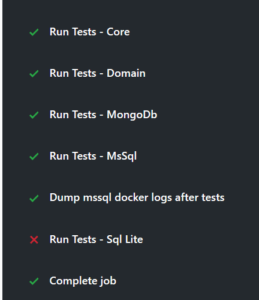 Run Tests - Core
Run Tests - Domain
Run Tests - MongoDb
Run Tests - MsSql
Dump mssql docker logs after tests
Run Tests - Sql Lite
Complete job